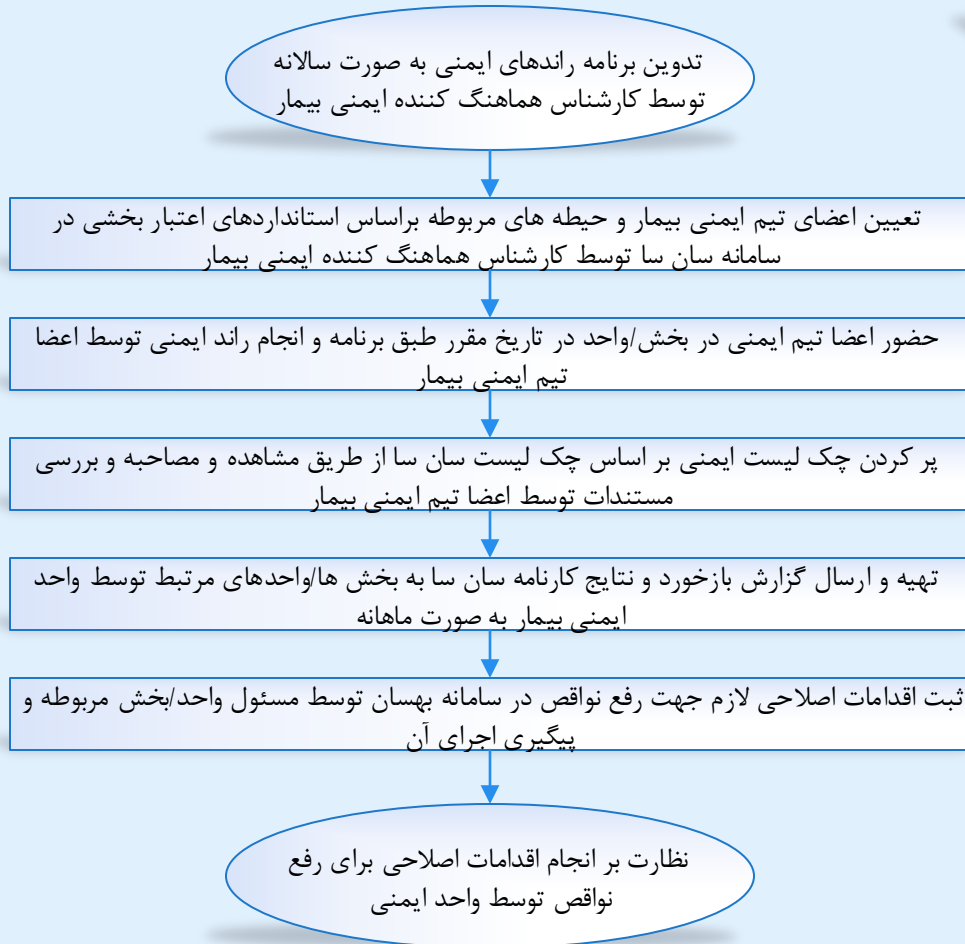 تدوین برنامه راندهای ایمنی به صورت سالانه
توسط کارشناس هماهنگ کننده ایمنی بیمار
تعیین اعضای تیم ایمنی بیمار و حیطه های مربوطه براساس استانداردهای اعتبار بخشی در
سامانه سان سا توسط کارشناس هماهنگ کننده ایمنی بیمار
حضور اعضا تیم ایمنی در بخش/واحد در تاریخ مقرر طبق برنامه و انجام راند ایمنی توسط اعضا
تیم ایمنی بیمار
پر کردن چک لیست ایمنی بر اساس چک لیست سان سا از طریق مشاهده و مصاحبه و بررسی
مستندات توسط اعضا تیم ایمنی بیمار
تهیه و ارسال گزارش بازخورد و نتایج کارنامه سان سا به بخش ها/واحدهای مرتبط توسط واحد
ایمنی بیمار به صورت ماهانه
ثبت اقدامات اصلاحی لازم جهت رفع نواقص در سامانه بهسان توسط مسئول واحد/بخش مربوطه و
پیگیری اجرای آن
نظارت بر انجام اقدامات اصلاحی برای رفع
نواقص توسط واحد ایمنی